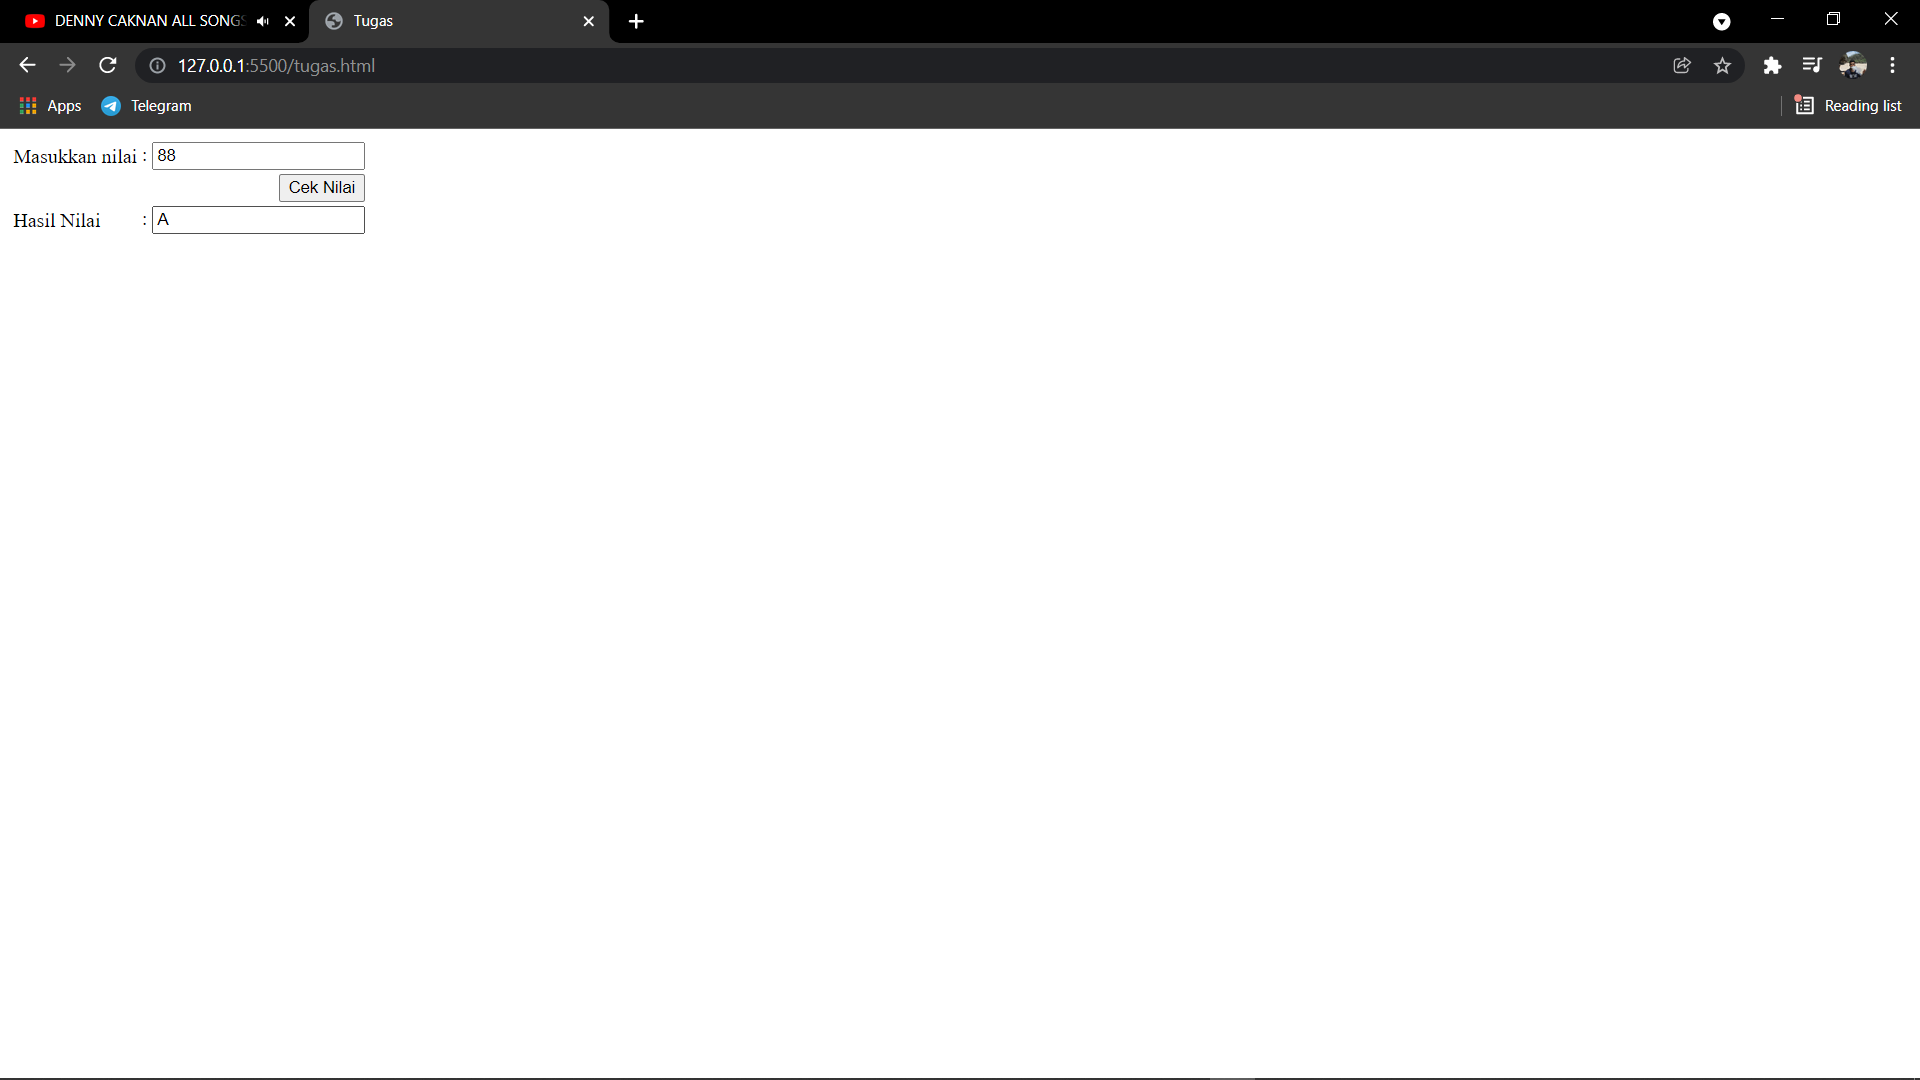 DENNY CAKNAN ALL SONGS
Tugas
127.0.0.1:5500/tugas.html
Apps
Telegram
Reading list
Masukkan nilai : 88
Cek Nilai
Hasil Nilai : A